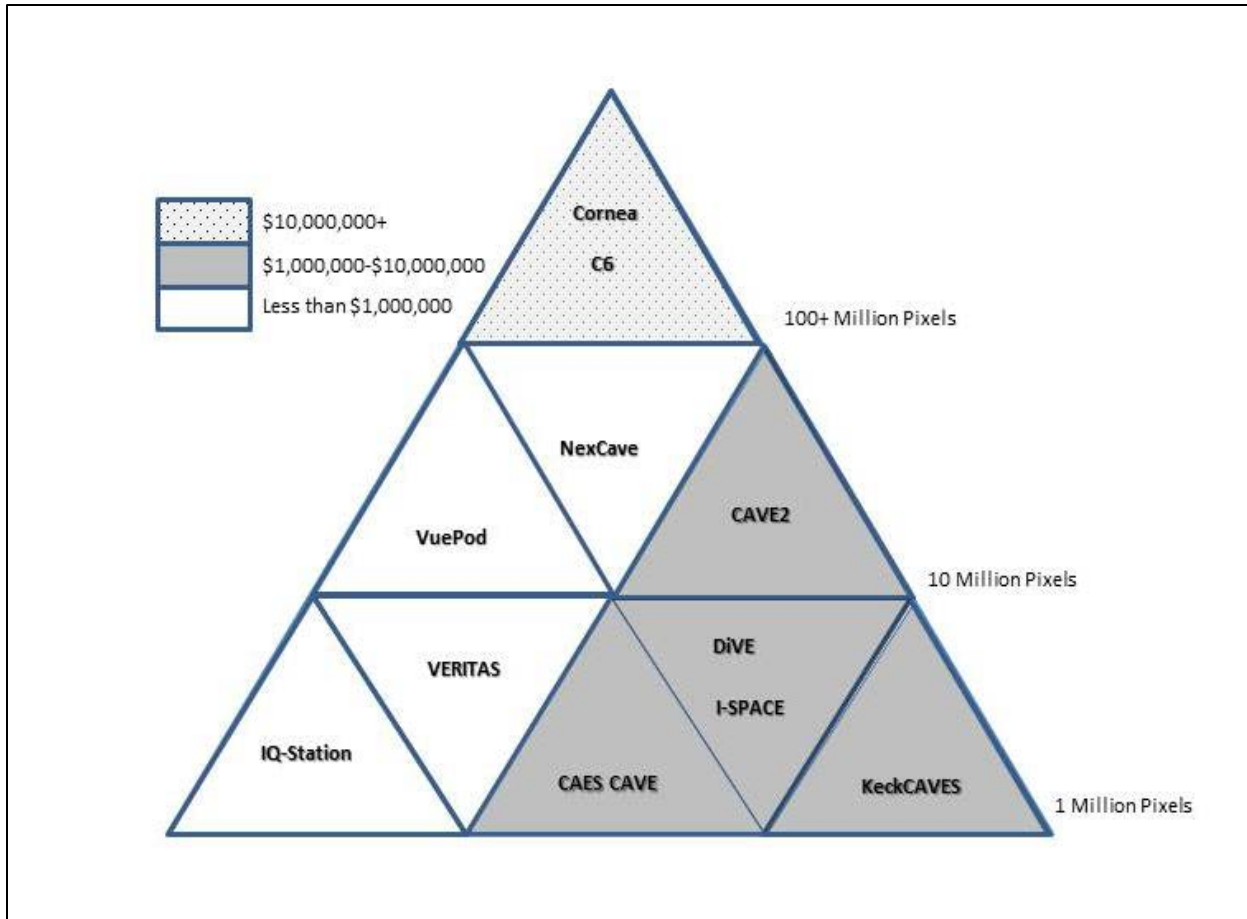 Cornea
C6
$10,000,000+
$1,000,000-$10,000,000
Less than $1,000,000
100+ Million Pixels
NexCave
CAVE2
VuePod
10 Million Pixels
DiVE
VERITAS
I-SPACE
IQ-Station
CAES CAVE
KeckCAVES
1 Million Pixels